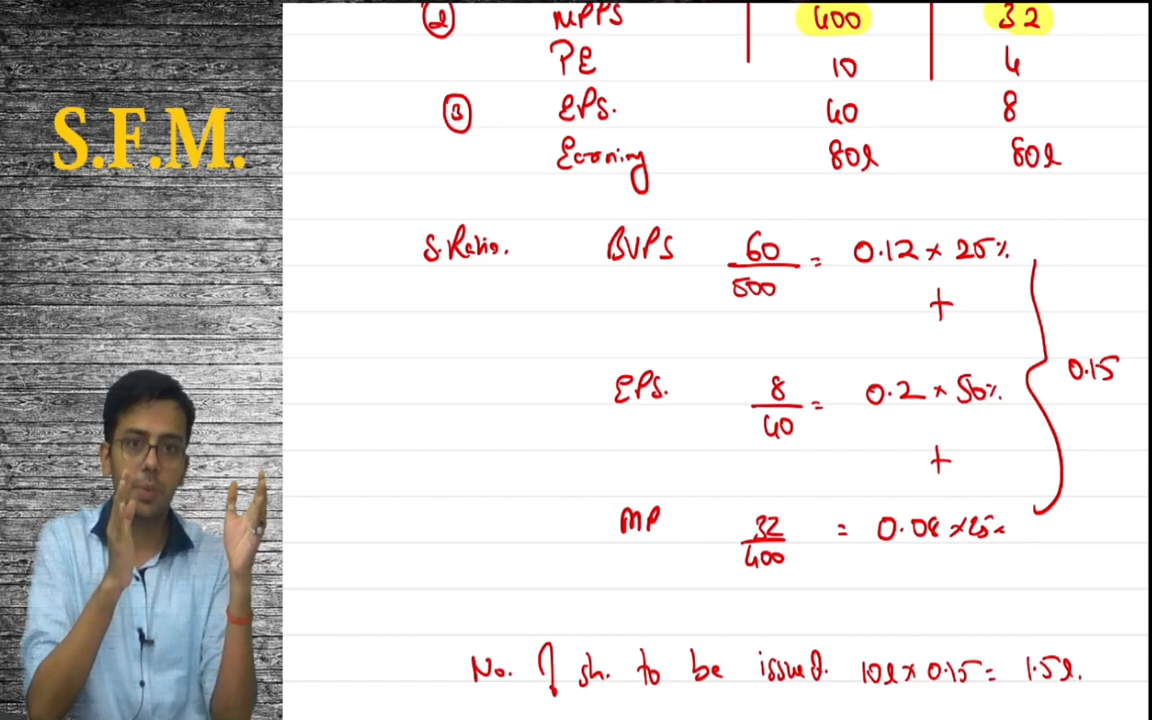 S.F.M.
② MPPS 400 32
PE 10 4
③ EPS. 40 8
Earning 80l 80l
S.Ratio. BVPS 60/500 = 0.12 × 25%
+
0.15
EPS. 8/40 = 0.2 × 50%
+
MP 32/400 = 0.08 × 25%
No. of sh. to be issued. 10l × 0.15 = 1.5l.